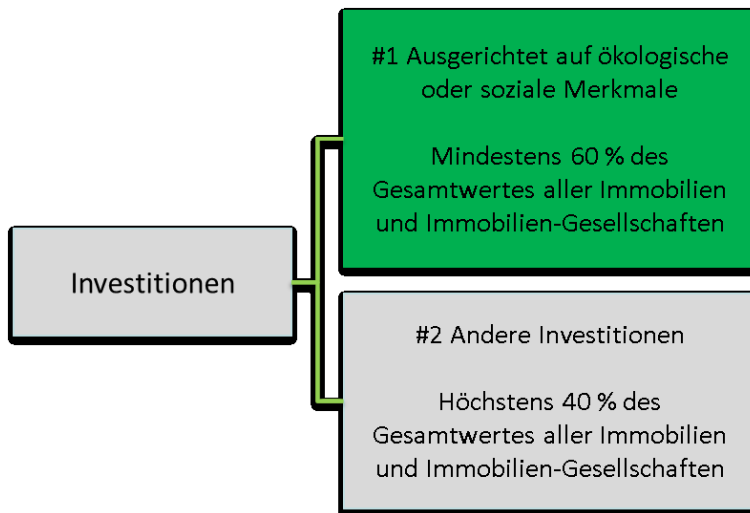 #1 Ausgerichtet auf ökologische
oder soziale Merkmale
Mindestens 60 % des
Gesamtwertes aller Immobilien
und Immobilien-Gesellschaften
Investitionen
#2 Andere Investitionen
Höchstens 40 % des
Gesamtwertes aller Immobilien
und Immobilien-Gesellschaften